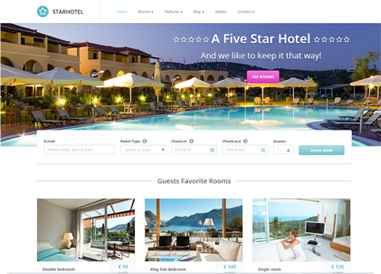 STARHOTEL
Home Rooms Features Blog Gallery Contact
A Five Star Hotel
And we like to keep it that way!
SEE ROOMS
E-mail Room Type Check-in Check-out Guests
Please enter your E-mail Select a room Check-in Check-out 1 BOOK NOW
Guests Favorite Rooms
Double bedroom € 99
King Size Bedroom € 149
Single room € 120